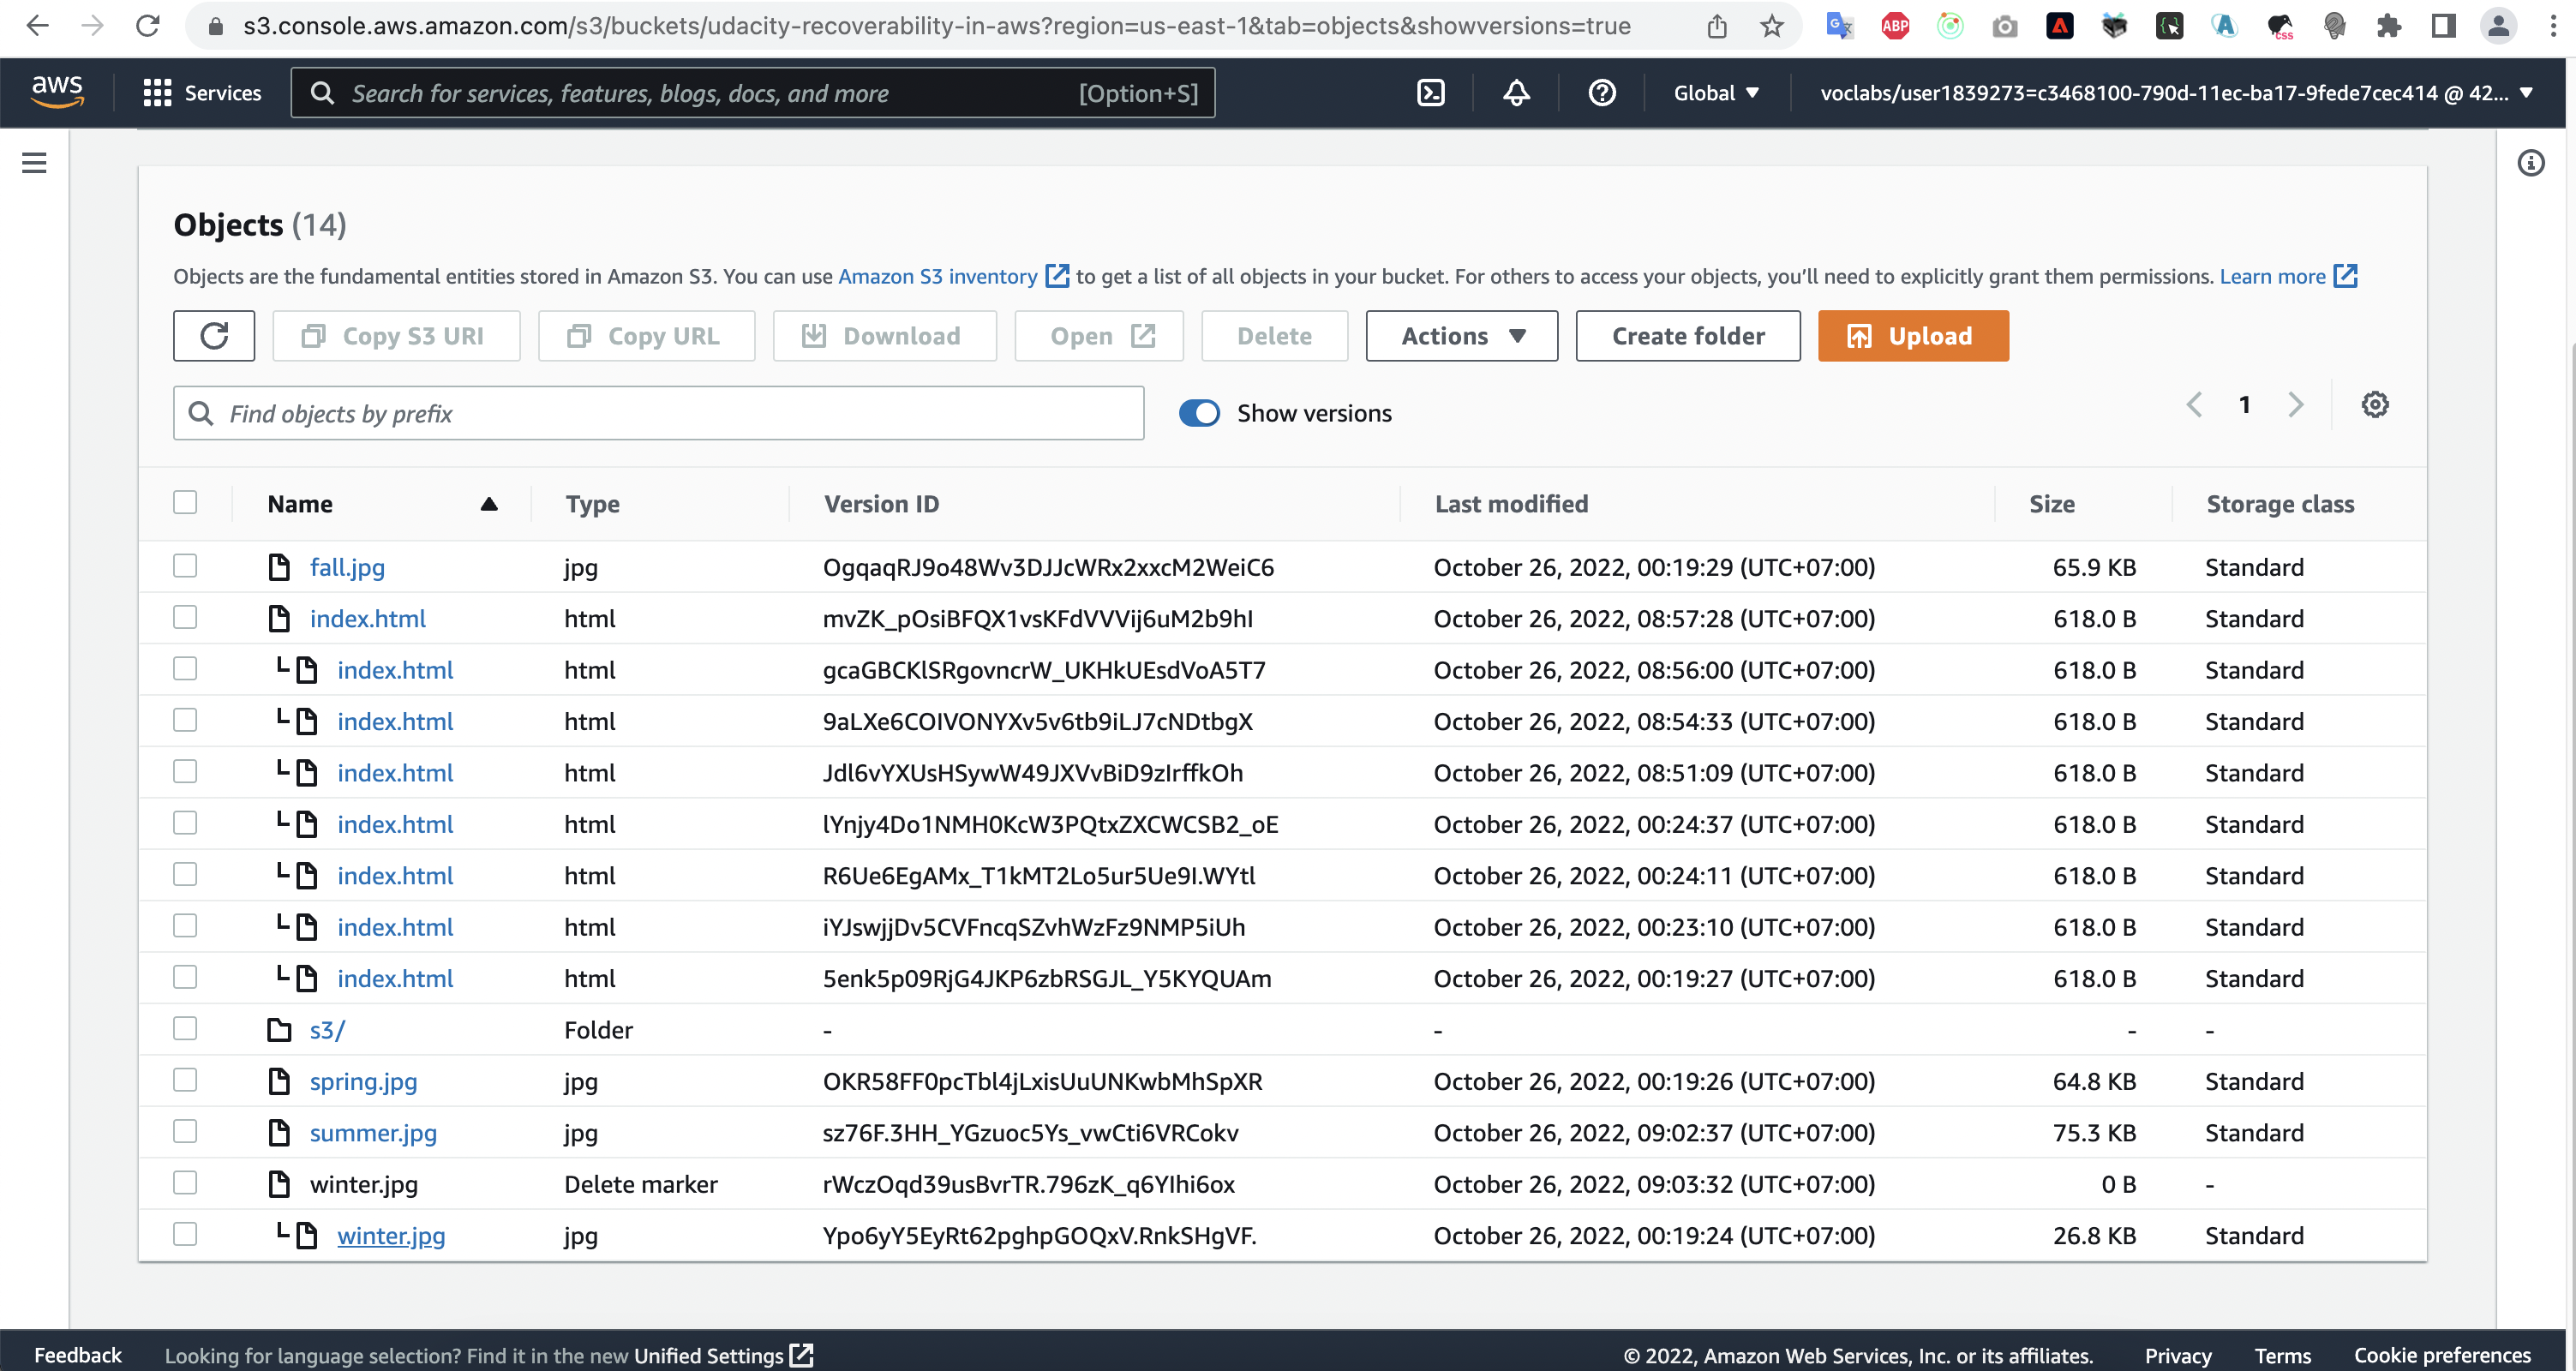 s3.console.aws.amazon.com/s3/buckets/udacity-recoverability-in-aws?region=us-east-1&tab=objects&showversions=true
ABP
css
aws Services Search for services, features, blogs, docs, and more [Option+S] Global voclabs/user1839273=c3468100-790d-11ec-ba17-9fede7cec414 @ 42...
Objects (14)
Objects are the fundamental entities stored in Amazon S3. You can use Amazon S3 inventory to get a list of all objects in your bucket. For others to access your objects, you’ll need to explicitly grant them permissions. Learn more
Copy S3 URI Copy URL Download Open Delete Actions Create folder Upload
Find objects by prefix Show versions 1
Name Type Version ID Last modified Size Storage class
fall.jpg jpg OgqaqRJ9o48Wv3DJJcWRx2xxcM2WeiC6 October 26, 2022, 00:19:29 (UTC+07:00) 65.9 KB Standard
index.html html mvZK_pOsiBFQX1vsKFdVVVij6uM2b9hI October 26, 2022, 08:57:28 (UTC+07:00) 618.0 B Standard
index.html html gcaGBCKlSRgovncrW_UKHkUEsdVoA5T7 October 26, 2022, 08:56:00 (UTC+07:00) 618.0 B Standard
index.html html 9aLXe6COIVONYXv5v6tb9iLJ7cNDtbgX October 26, 2022, 08:54:33 (UTC+07:00) 618.0 B Standard
index.html html Jdl6vYXUsHSywW49JXVvBiD9zIrffkOh October 26, 2022, 08:51:09 (UTC+07:00) 618.0 B Standard
index.html html lYnjy4Do1NMH0KcW3PQtxZXCWCSB2_oE October 26, 2022, 00:24:37 (UTC+07:00) 618.0 B Standard
index.html html R6Ue6EgAMx_T1kMT2Lo5ur5Ue9I.WYtl October 26, 2022, 00:24:11 (UTC+07:00) 618.0 B Standard
index.html html iYJswjjDv5CVFncqSZvhWzFz9NMP5iUh October 26, 2022, 00:23:10 (UTC+07:00) 618.0 B Standard
index.html html 5enk5p09RjG4JKP6zbRSGJL_Y5KYQUAm October 26, 2022, 00:19:27 (UTC+07:00) 618.0 B Standard
s3/ Folder - - - -
spring.jpg jpg OKR58FF0pcTbl4jLxisUuUNKwbMhSpXR October 26, 2022, 00:19:26 (UTC+07:00) 64.8 KB Standard
summer.jpg jpg sz76F.3HH_YGzuoc5Ys_vwCti6VRCokv October 26, 2022, 09:02:37 (UTC+07:00) 75.3 KB Standard
winter.jpg Delete marker rWczOqd39usBvrTR.796zK_q6YIhi6ox October 26, 2022, 09:03:32 (UTC+07:00) 0 B -
winter.jpg jpg Ypo6yY5EyRt62pghpGOQxV.RnkSHgVF. October 26, 2022, 00:19:24 (UTC+07:00) 26.8 KB Standard
Feedback Looking for language selection? Find it in the new Unified Settings © 2022, Amazon Web Services, Inc. or its affiliates. Privacy Terms Cookie preferences